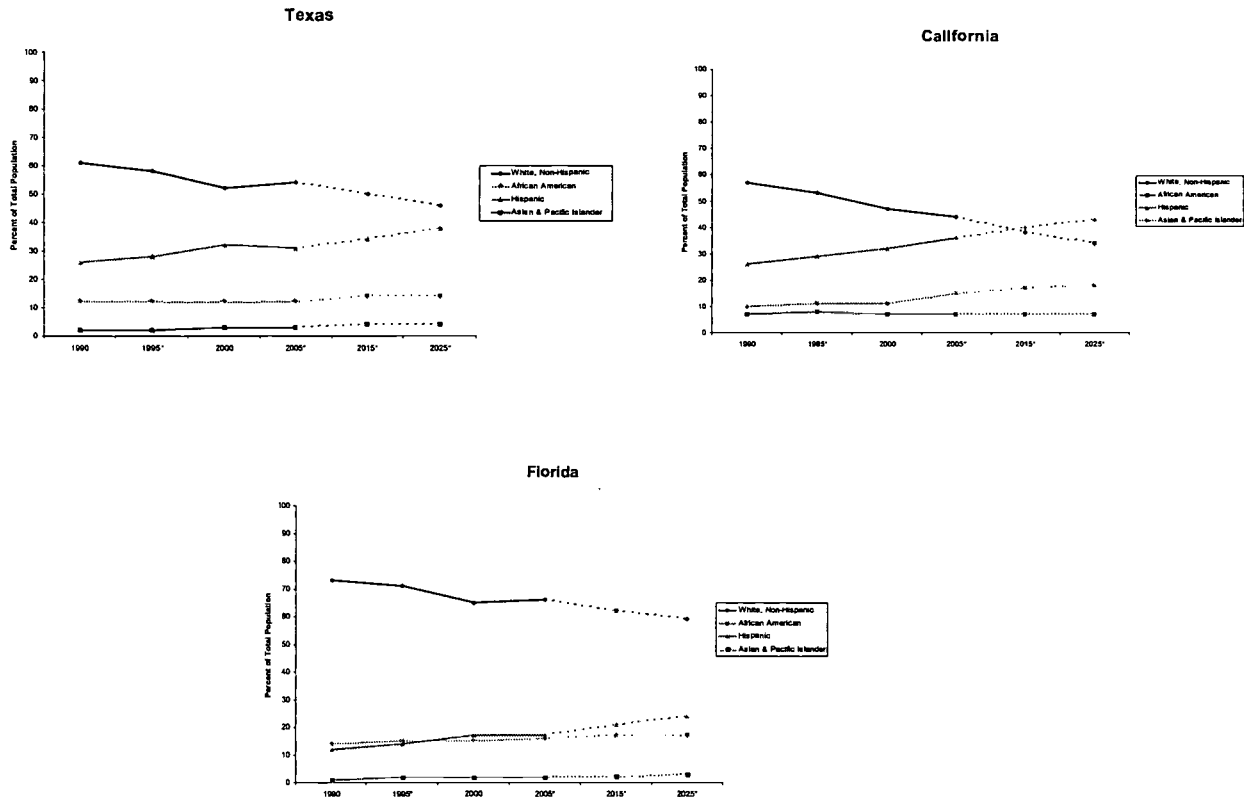 Texas
100
90
80
70
60
50
40
30
20
10
0
Percent of Total Population
1990
1995*
2000
2005*
2015*
2025*
White, Non-Hispanic
African American
Hispanic
Asian & Pacific Islander
California
100
90
80
70
60
50
40
30
20
10
0
Percent of Total Population
1990
1985*
2000
2005*
2015*
2025*
White, Non-Hispanic
African American
Hispanic
Asian & Pacific Islander
Florida
100
90
80
70
60
50
40
30
20
10
0
Percent of Total Population
1990
1995*
2000
2005*
2015*
2025*
White, Non-Hispanic
African American
Hispanic
Asian & Pacific Islander